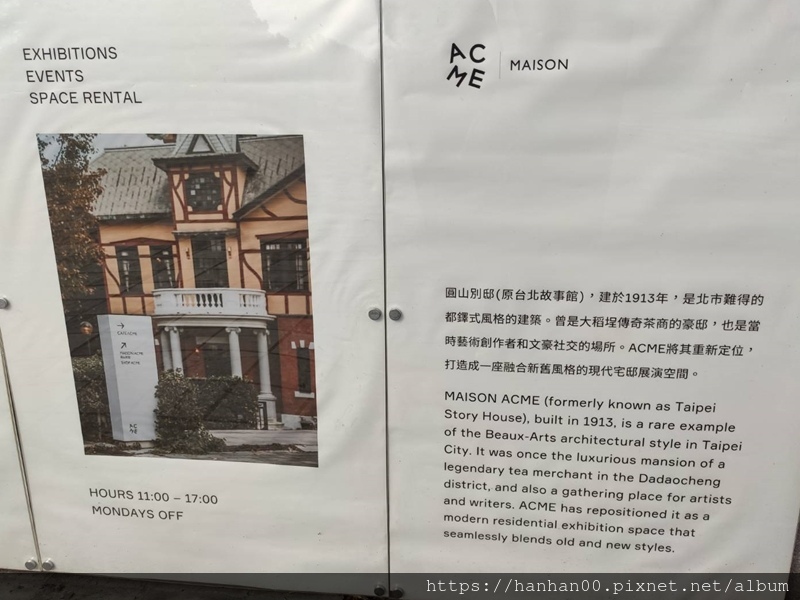 EXHIBITIONS
EVENTS
SPACE RENTAL
HOURS 11:00 – 17:00
MONDAYS OFF
AC
ME
MAISON
圓山別邸(原台北故事館)，建於1913年，是北市難得的
都鐸式風格的建築。曾是大稻埕傳奇茶商的豪邸，也是當
時藝術創作者和文豪社交的場所。ACME將其重新定位，
打造成一座融合新舊風格的現代宅邸展演空間。
MAISON ACME (formerly known as Taipei
Story House), built in 1913, is a rare example
of the Beaux-Arts architectural style in Taipei
City. It was once the luxurious mansion of a
legendary tea merchant in the Dadaocheng
district, and also a gathering place for artists
and writers. ACME has repositioned it as a
modern residential exhibition space that
seamlessly blends old and new styles.
AC
ME
https://hanhan00.pixnet.net/album